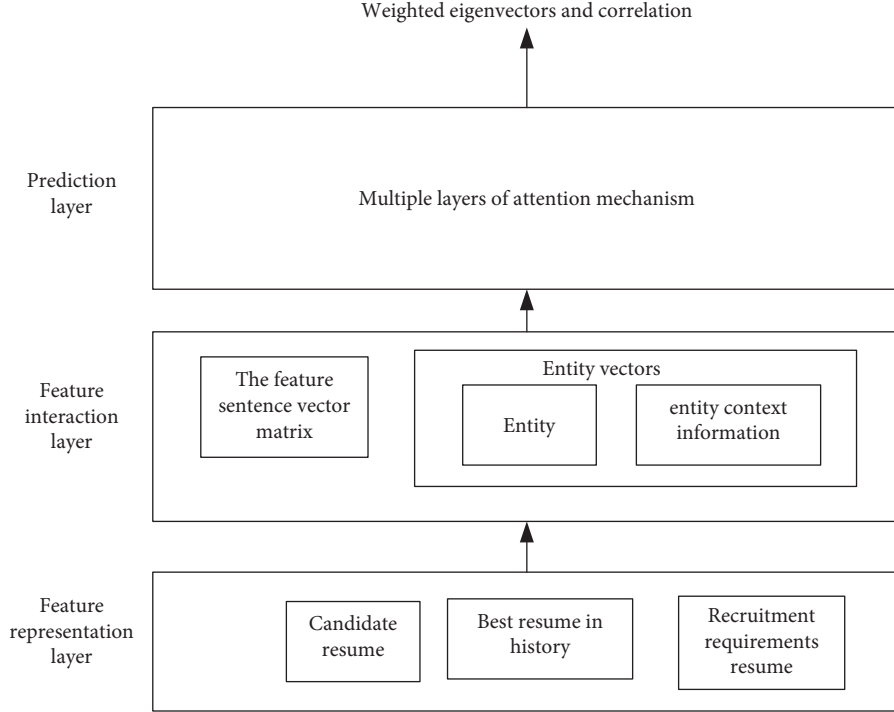 Weighted eigenvectors and correlation
Prediction
layer
Multiple layers of attention mechanism
Feature
interaction
layer
The feature
sentence vector
matrix
Entity vectors
Entity
entity context
information
Feature
representation
layer
Candidate
resume
Best resume in
history
Recruitment
requirements
resume